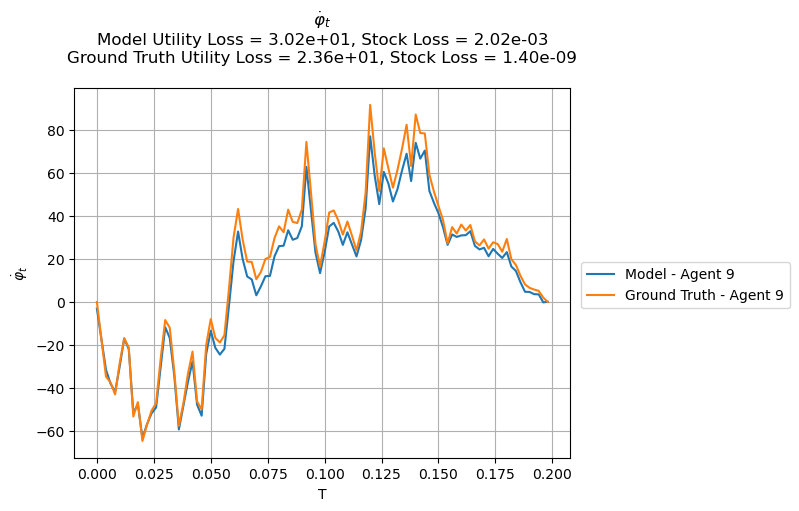 φ̇ₜ
Model Utility Loss = 3.02e+01, Stock Loss = 2.02e-03
Ground Truth Utility Loss = 2.36e+01, Stock Loss = 1.40e-09
φ̇ₜ
80
60
40
20
0
−20
−40
−60
0.000 0.025 0.050 0.075 0.100 0.125 0.150 0.175 0.200
T
Model - Agent 9
Ground Truth - Agent 9